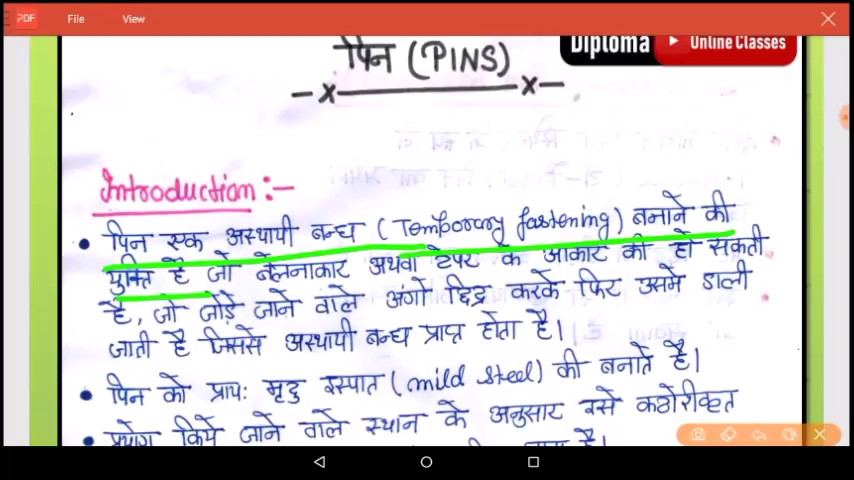 PDF File View
पिन (PINS)
Diploma Online Classes
Introduction :-
• पिन एक अस्थायी बन्ध (Temporary fastening) बनाने की
युक्ति है जो बेलनाकार अथवा टेपर के आकार की हो सकती
है, जो जोड़े जाने वाले अंगो छिद्र करके फिर उसमे डाली
जाती है जिससे अस्थायी बन्ध प्राप्त होता है।
• पिन को प्रायः मृदु इस्पात (mild steel) की बनाते है।
• प्रयोग किये जाने वाले स्थान के अनुसार इसे कठोरीकृत
है।